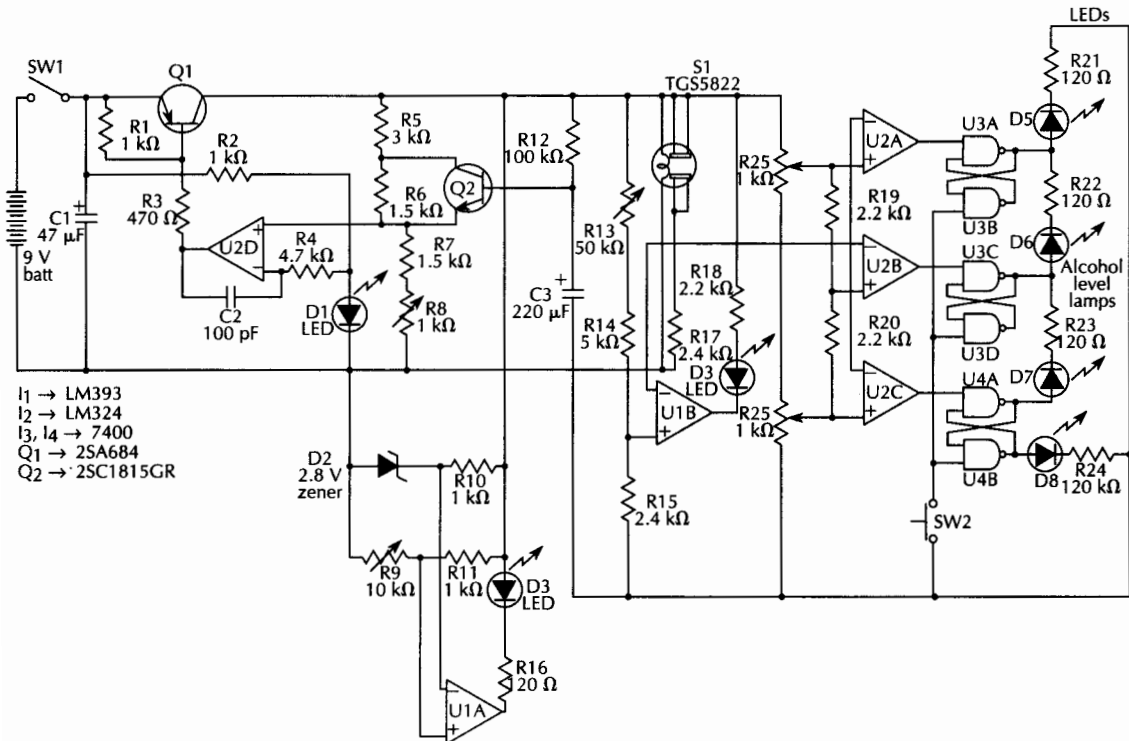 LEDs
SW1
Q1
S1
TGS5822
R21
120 Ω
R1
1 kΩ
R2
1 kΩ
R5
3 kΩ
R12
100 kΩ
D5
U3A
U2A
−
+
R25
1 kΩ
R3
470 Ω
+
C1
47 µF
9 V
batt
U2D
+
−
R4
4.7 kΩ
C2
100 pF
D1
LED
R6
1.5 kΩ
Q2
R7
1.5 kΩ
R8
1 kΩ
+
C3
220 µF
R13
50 kΩ
R14
5 kΩ
R18
2.2 kΩ
R17
2.4 kΩ
D3
LED
R19
2.2 kΩ
U3B
R22
120 Ω
−
U2B
+
U3C
D6
Alcohol
level
lamps
R20
2.2 kΩ
U3D
R23
120 Ω
−
U2C
+
U4A
D7
R25
1 kΩ
−
U1B
+
U4B
D8
R24
120 kΩ
SW2
I1 → LM393
I2 → LM324
I3, I4 → 7400
Q1 → 2SA684
Q2 → 2SC1815GR
D2
2.8 V
zener
R10
1 kΩ
R15
2.4 kΩ
R9
10 kΩ
R11
1 kΩ
D3
LED
R16
120 Ω
−
U1A
+